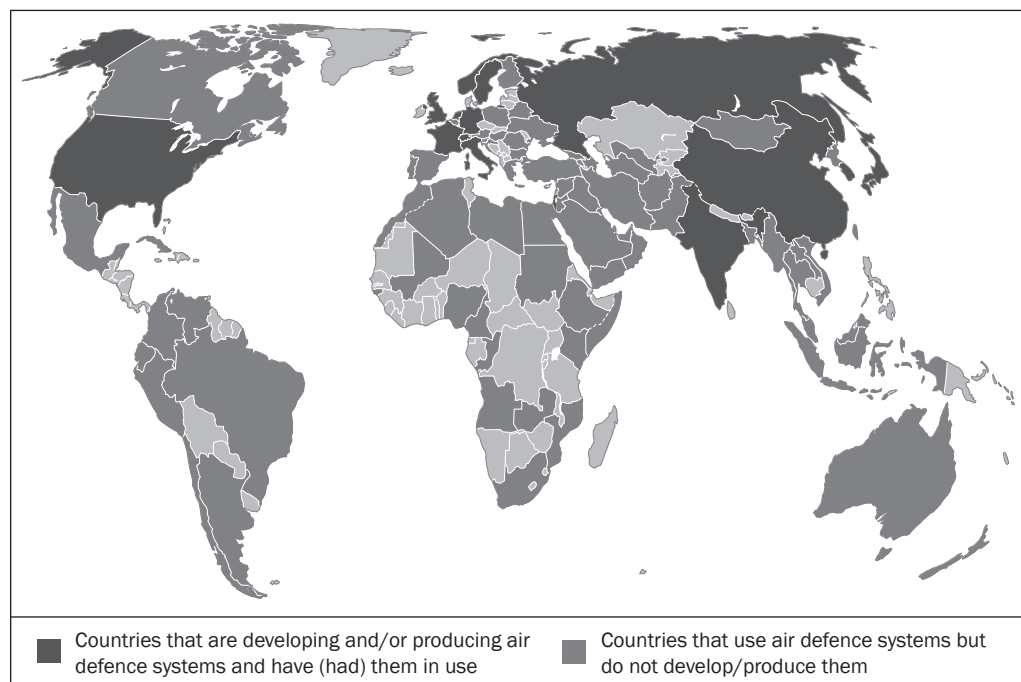 Countries that are developing and/or producing air
defence systems and have (had) them in use
Countries that use air defence systems but
do not develop/produce them